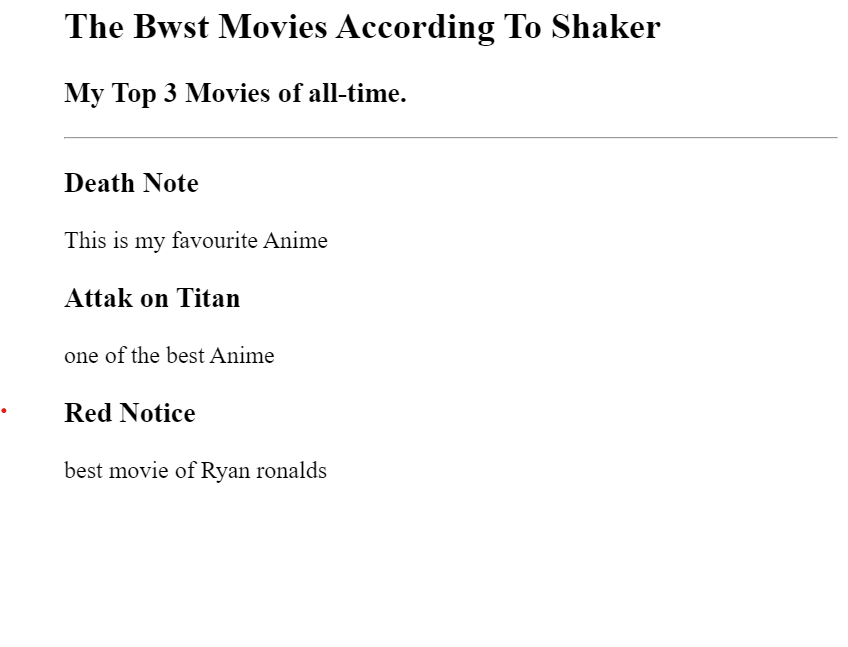 The Bwst Movies According To Shaker
My Top 3 Movies of all-time.
Death Note
This is my favourite Anime
Attak on Titan
one of the best Anime
Red Notice
best movie of Ryan ronalds